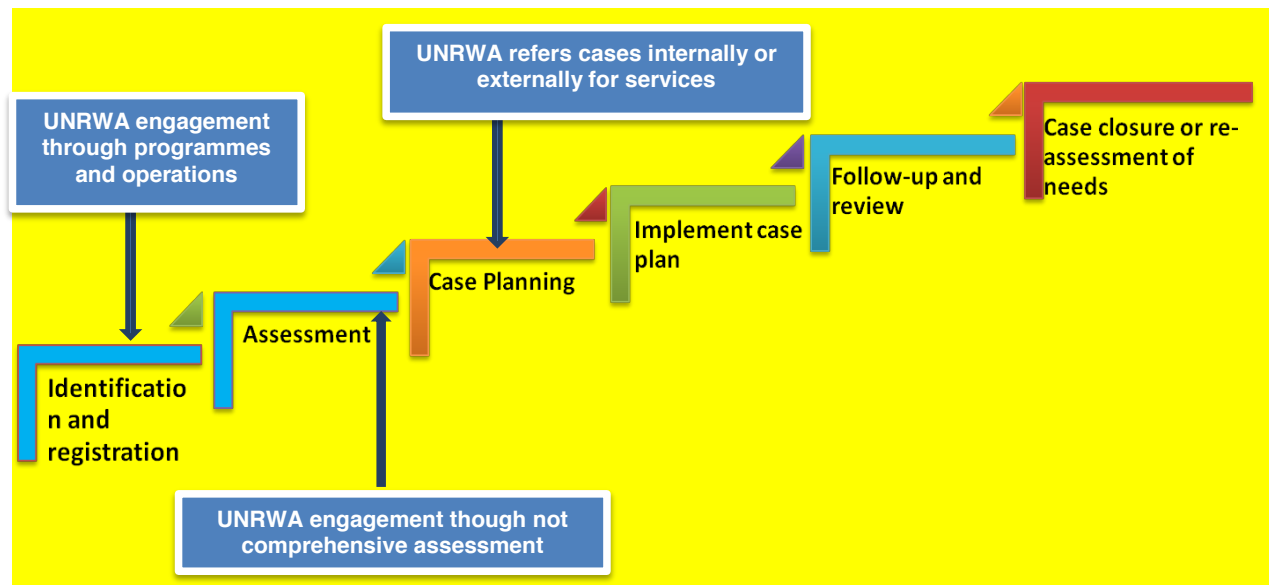 UNRWA refers cases internally or
externally for services
UNRWA engagement
through programmes
and operations
Case closure or re-
assessment of
needs
Follow-up and
review
Implement case
plan
Case Planning
Assessment
Identificatio
n and
registration
UNRWA engagement though not
comprehensive assessment